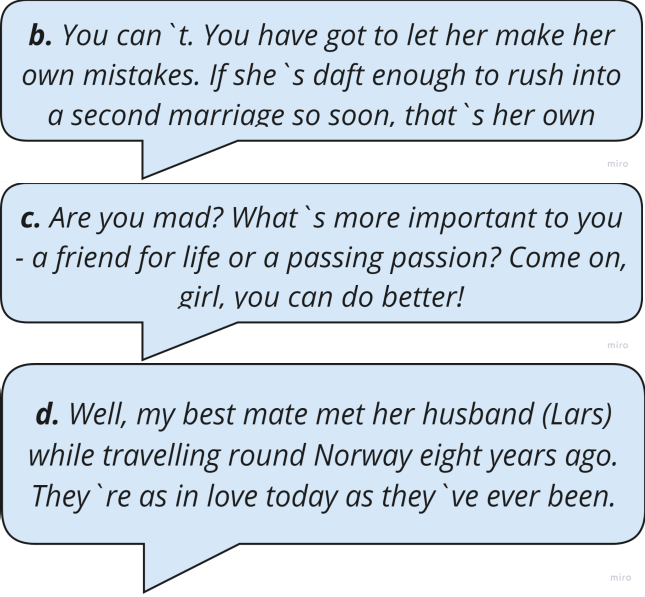 b. You can`t. You have got to let her make her
own mistakes. If she`s daft enough to rush into
a second marriage so soon, that`s her own
miro
c. Are you mad? What`s more important to you
- a friend for life or a passing passion? Come on,
girl, you can do better!
miro
d. Well, my best mate met her husband (Lars)
while travelling round Norway eight years ago.
They`re as in love today as they`ve ever been.
miro